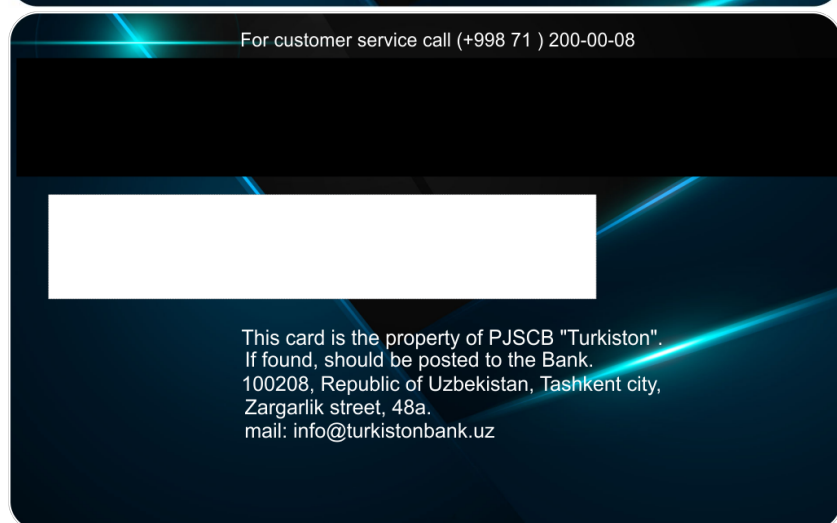 For customer service call (+998 71 ) 200-00-08
This card is the property of PJSCB "Turkiston".
If found, should be posted to the Bank.
100208, Republic of Uzbekistan, Tashkent city,
Zargarlik street, 48a.
mail: info@turkistonbank.uz